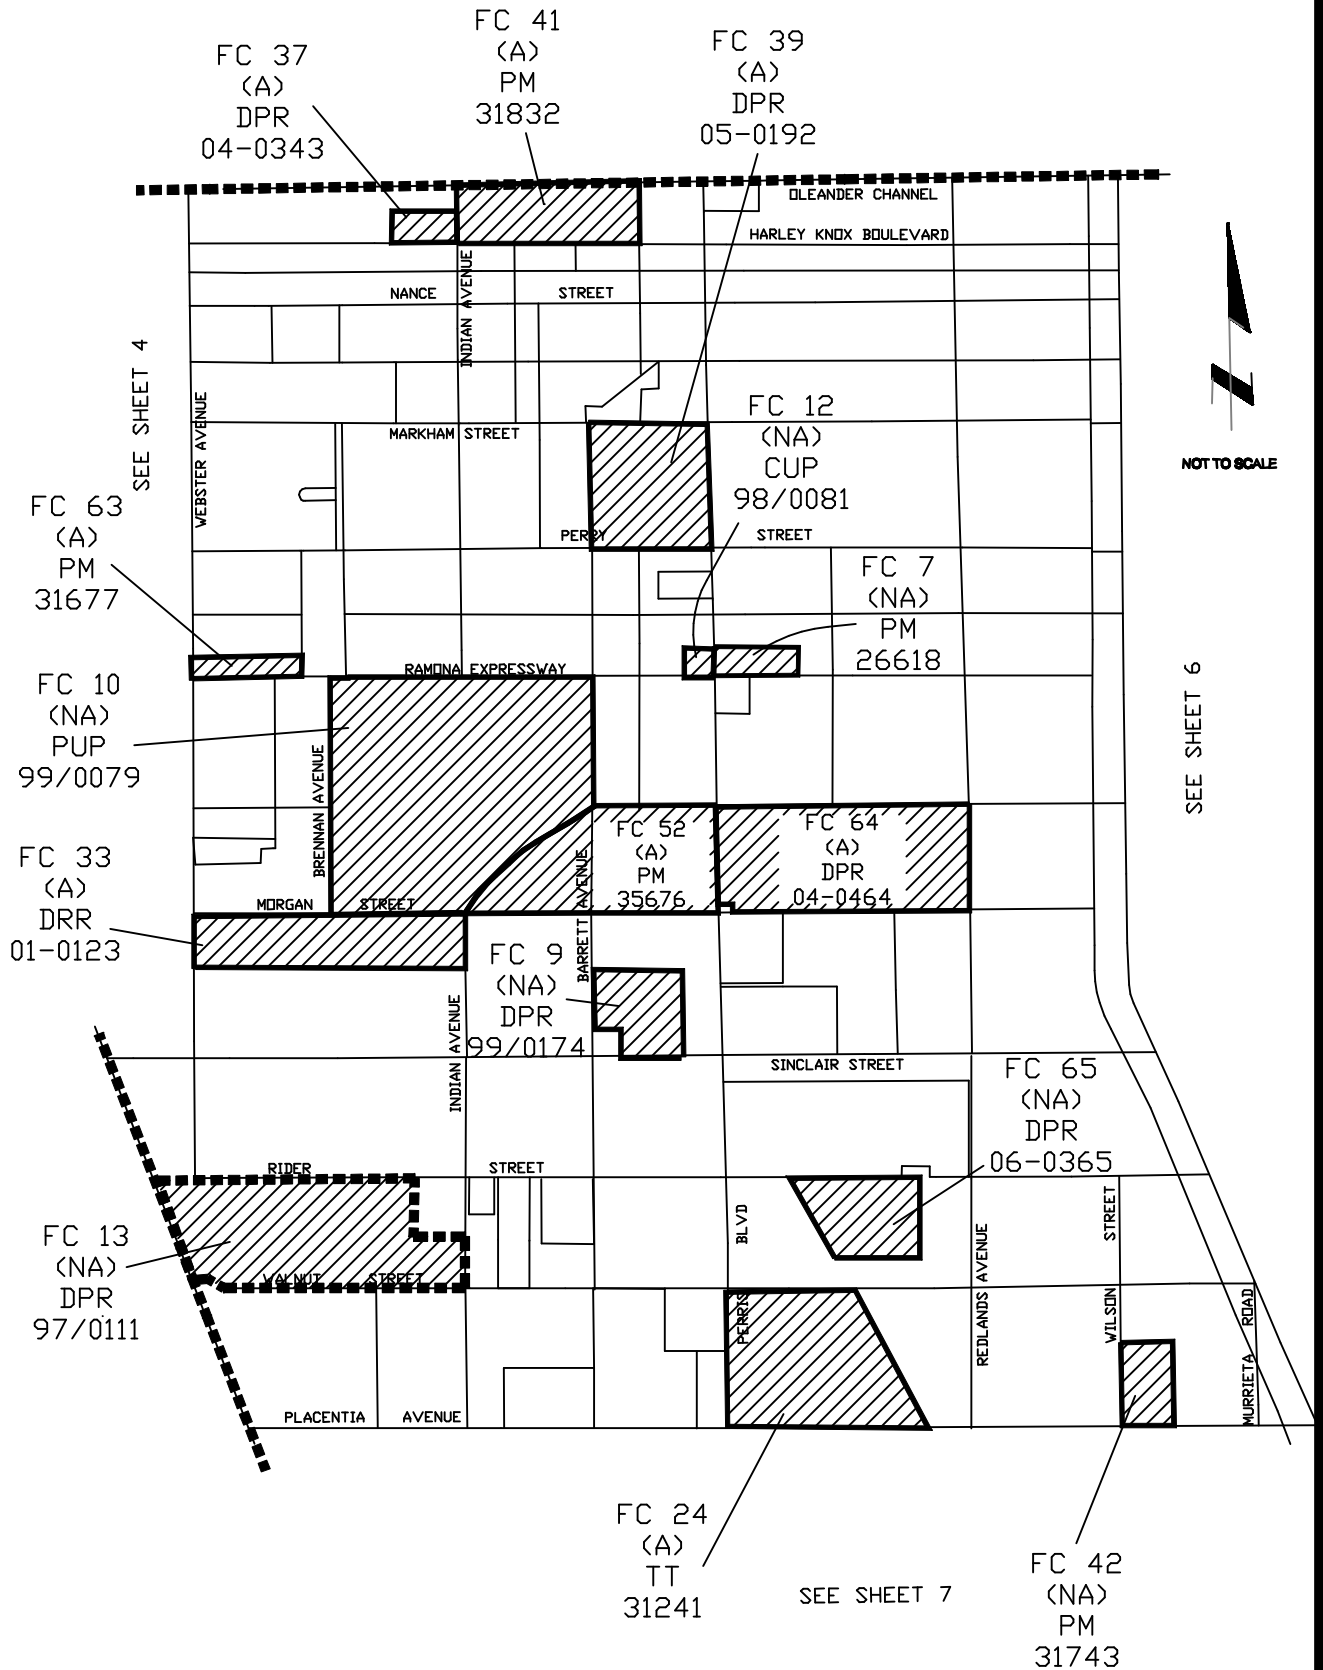 FC 41
(A)
PM
31832
FC 37
(A)
DPR
04-0343
FC 39
(A)
DPR
05-0192
OLEANDER CHANNEL
HARLEY KNOX BOULEVARD
INDIAN AVENUE
NANCE STREET
SEE SHEET 4
WEBSTER AVENUE
MARKHAM STREET
FC 12
(NA)
CUP
98/0081
NOT TO SCALE
FC 63
(A)
PM
31677
PERRY STREET
FC 7
(NA)
PM
26618
RAMONA EXPRESSWAY
FC 10
(NA)
PUP
99/0079
SEE SHEET 6
BRENNAN AVENUE
FC 52
(A)
PM
35676
FC 64
(A)
DPR
04-0464
FC 33
(A)
DRR
01-0123
MORGAN STREET
BARRETT AVENUE
FC 9
(NA)
DPR
99/0174
INDIAN AVENUE
SINCLAIR STREET
FC 65
(NA)
DPR
06-0365
RIDER STREET
FC 13
(NA)
DPR
97/0111
WALNUT STREET
PERRIS BLVD
REDLANDS AVENUE
WILSON STREET
MURRIETA ROAD
PLACENTIA AVENUE
FC 24
(A)
TT
31241
SEE SHEET 7
FC 42
(NA)
PM
31743